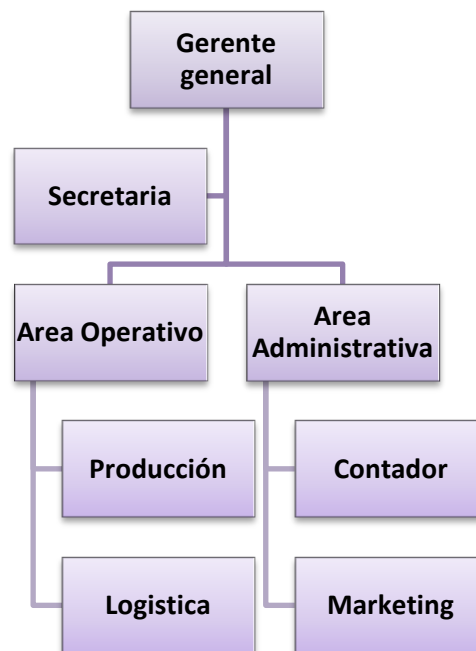 Gerente
general
Secretaria
Area Operativo
Area
Administrativa
Producción
Contador
Logistica
Marketing